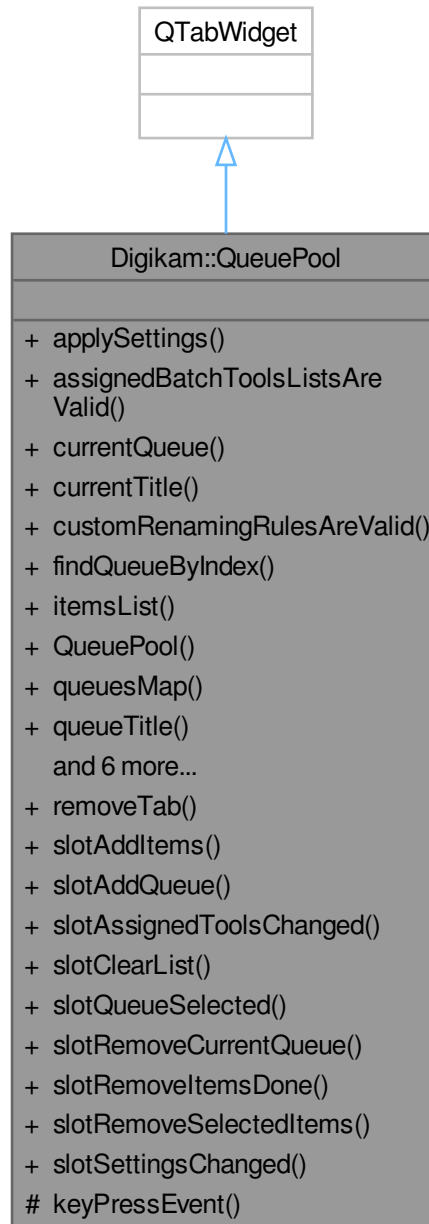 QTabWidget
Digikam::QueuePool
+ applySettings()
+ assignedBatchToolsListsAre
Valid()
+ currentQueue()
+ currentTitle()
+ customRenamingRulesAreValid()
+ findQueueByIndex()
+ itemsList()
+ QueuePool()
+ queuesMap()
+ queueTitle()
and 6 more...
+ removeTab()
+ slotAddItems()
+ slotAddQueue()
+ slotAssignedToolsChanged()
+ slotClearList()
+ slotQueueSelected()
+ slotRemoveCurrentQueue()
+ slotRemoveItemsDone()
+ slotRemoveSelectedItems()
+ slotSettingsChanged()
# keyPressEvent()